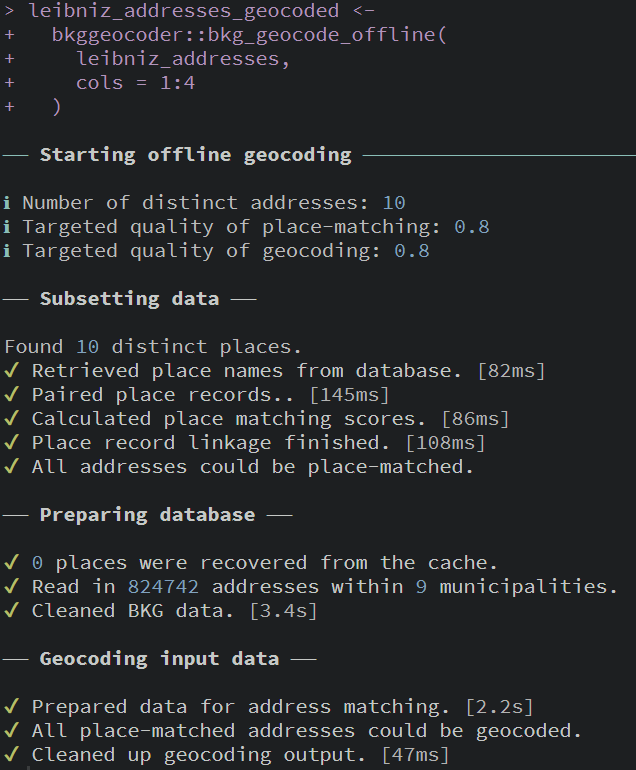 > leibniz_addresses_geocoded <-
+   bkggeocoder::bkg_geocode_offline(
+     leibniz_addresses,
+     cols = 1:4
+   )
── Starting offline geocoding ──────────────────────
ℹ Number of distinct addresses: 10
ℹ Targeted quality of place-matching: 0.8
ℹ Targeted quality of geocoding: 0.8
── Subsetting data ──
Found 10 distinct places.
✔ Retrieved place names from database. [82ms]
✔ Paired place records.. [145ms]
✔ Calculated place matching scores. [86ms]
✔ Place record linkage finished. [108ms]
✔ All addresses could be place-matched.
── Preparing database ──
✔ 0 places were recovered from the cache.
✔ Read in 824742 addresses within 9 municipalities.
✔ Cleaned BKG data. [3.4s]
── Geocoding input data ──
✔ Prepared data for address matching. [2.2s]
✔ All place-matched addresses could be geocoded.
✔ Cleaned up geocoding output. [47ms]